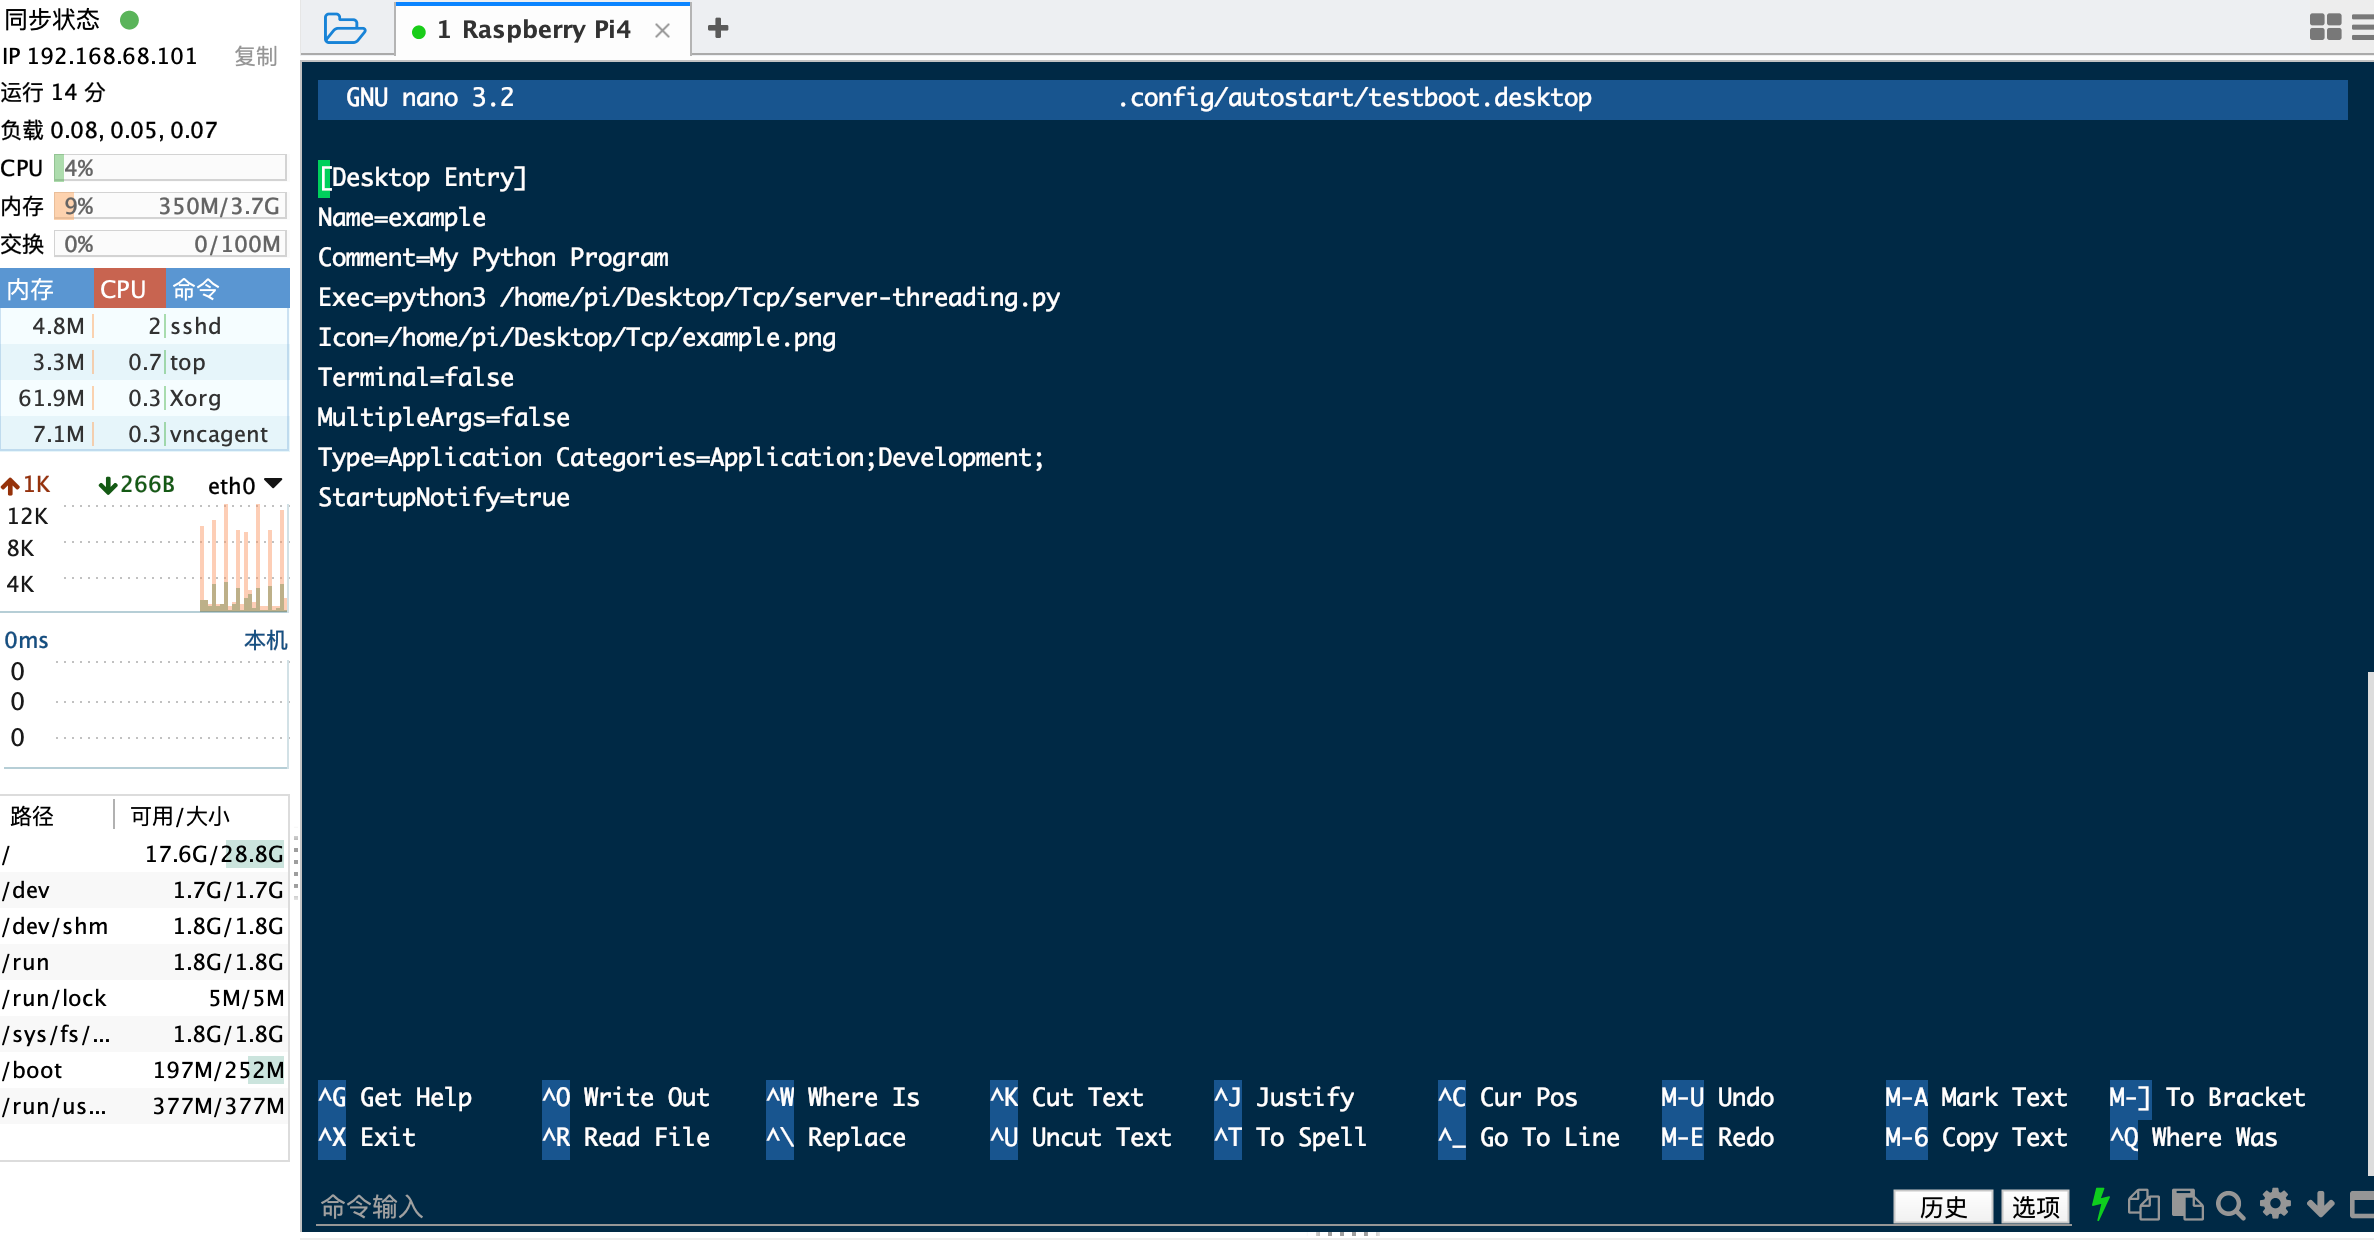 同步状态
IP 192.168.68.101 复制
运行 14 分
负载 0.08, 0.05, 0.07
CPU 4%
内存 9% 350M/3.7G
交换 0% 0/100M
内存 CPU 命令
4.8M 2 sshd
3.3M 0.7 top
61.9M 0.3 Xorg
7.1M 0.3 vncagent
1K 266B eth0
12K
8K
4K
0ms 本机
0
0
0
路径 可用/大小
/ 17.6G/28.8G
/dev 1.7G/1.7G
/dev/shm 1.8G/1.8G
/run 1.8G/1.8G
/run/lock 5M/5M
/sys/fs/... 1.8G/1.8G
/boot 197M/252M
/run/us... 377M/377M
1 Raspberry Pi4
GNU nano 3.2 .config/autostart/testboot.desktop
[Desktop Entry]
Name=example
Comment=My Python Program
Exec=python3 /home/pi/Desktop/Tcp/server-threading.py
Icon=/home/pi/Desktop/Tcp/example.png
Terminal=false
MultipleArgs=false
Type=Application Categories=Application;Development;
StartupNotify=true
^G Get Help ^O Write Out ^W Where Is ^K Cut Text ^J Justify ^C Cur Pos M-U Undo M-A Mark Text M-] To Bracket
^X Exit ^R Read File ^\ Replace ^U Uncut Text ^T To Spell ^_ Go To Line M-E Redo M-6 Copy Text ^Q Where Was
命令输入 历史 选项